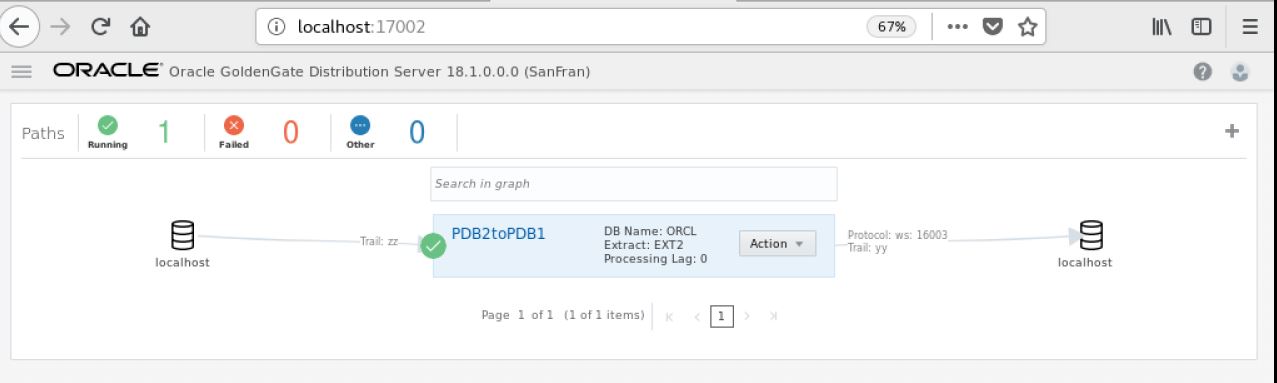 localhost:17002
67%
ORACLE® Oracle GoldenGate Distribution Server 18.1.0.0.0 (SanFran)
Paths
Running
1
Failed
0
Other
0
Search in graph
localhost
Trail: zz
PDB2toPDB1
DB Name: ORCL
Extract: EXT2
Processing Lag: 0
Action
Protocol: ws: 16003
Trail: yy
localhost
Page 1 of 1 (1 of 1 items) 1